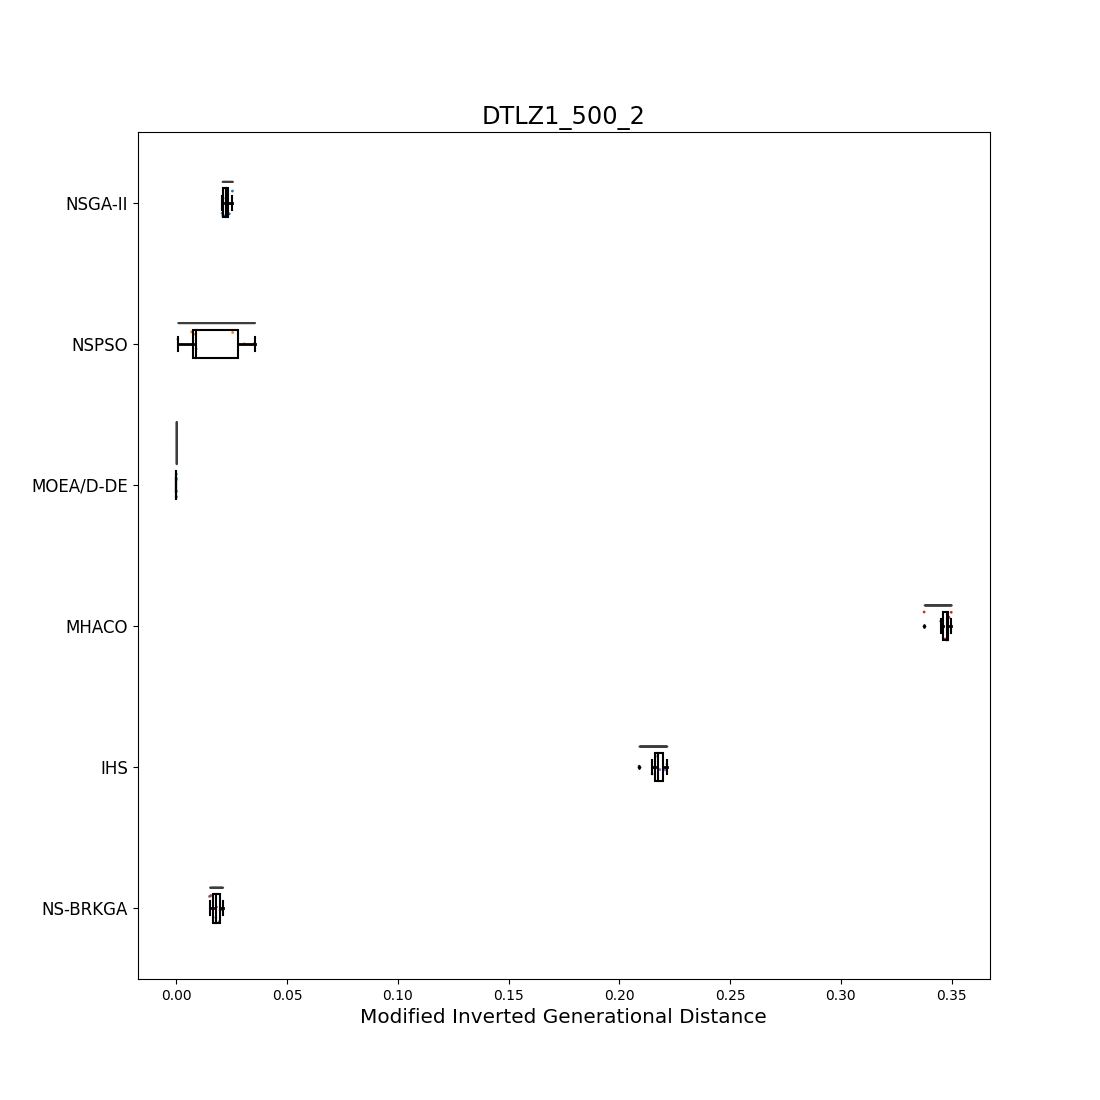 DTLZ1_500_2
NSGA-II
NSPSO
MOEA/D-DE
MHACO
IHS
NS-BRKGA
0.00 0.05 0.10 0.15 0.20 0.25 0.30 0.35
Modified Inverted Generational Distance